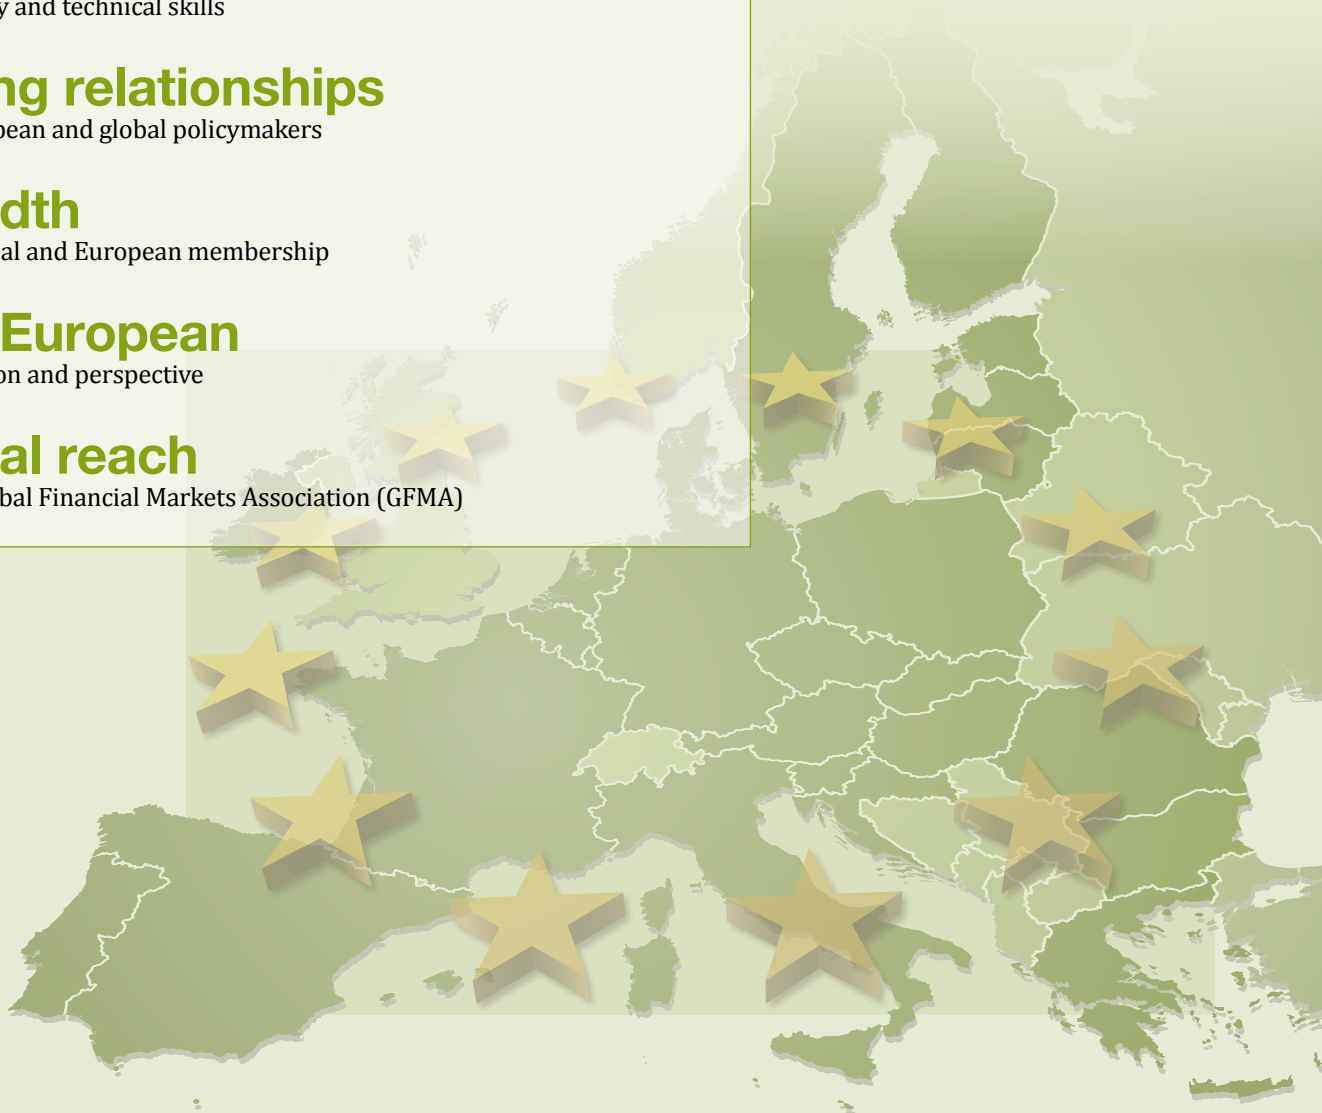 y and technical skills
ng relationships
pean and global policymakers
dth
al and European membership
European
on and perspective
al reach
bal Financial Markets Association (GFMA)